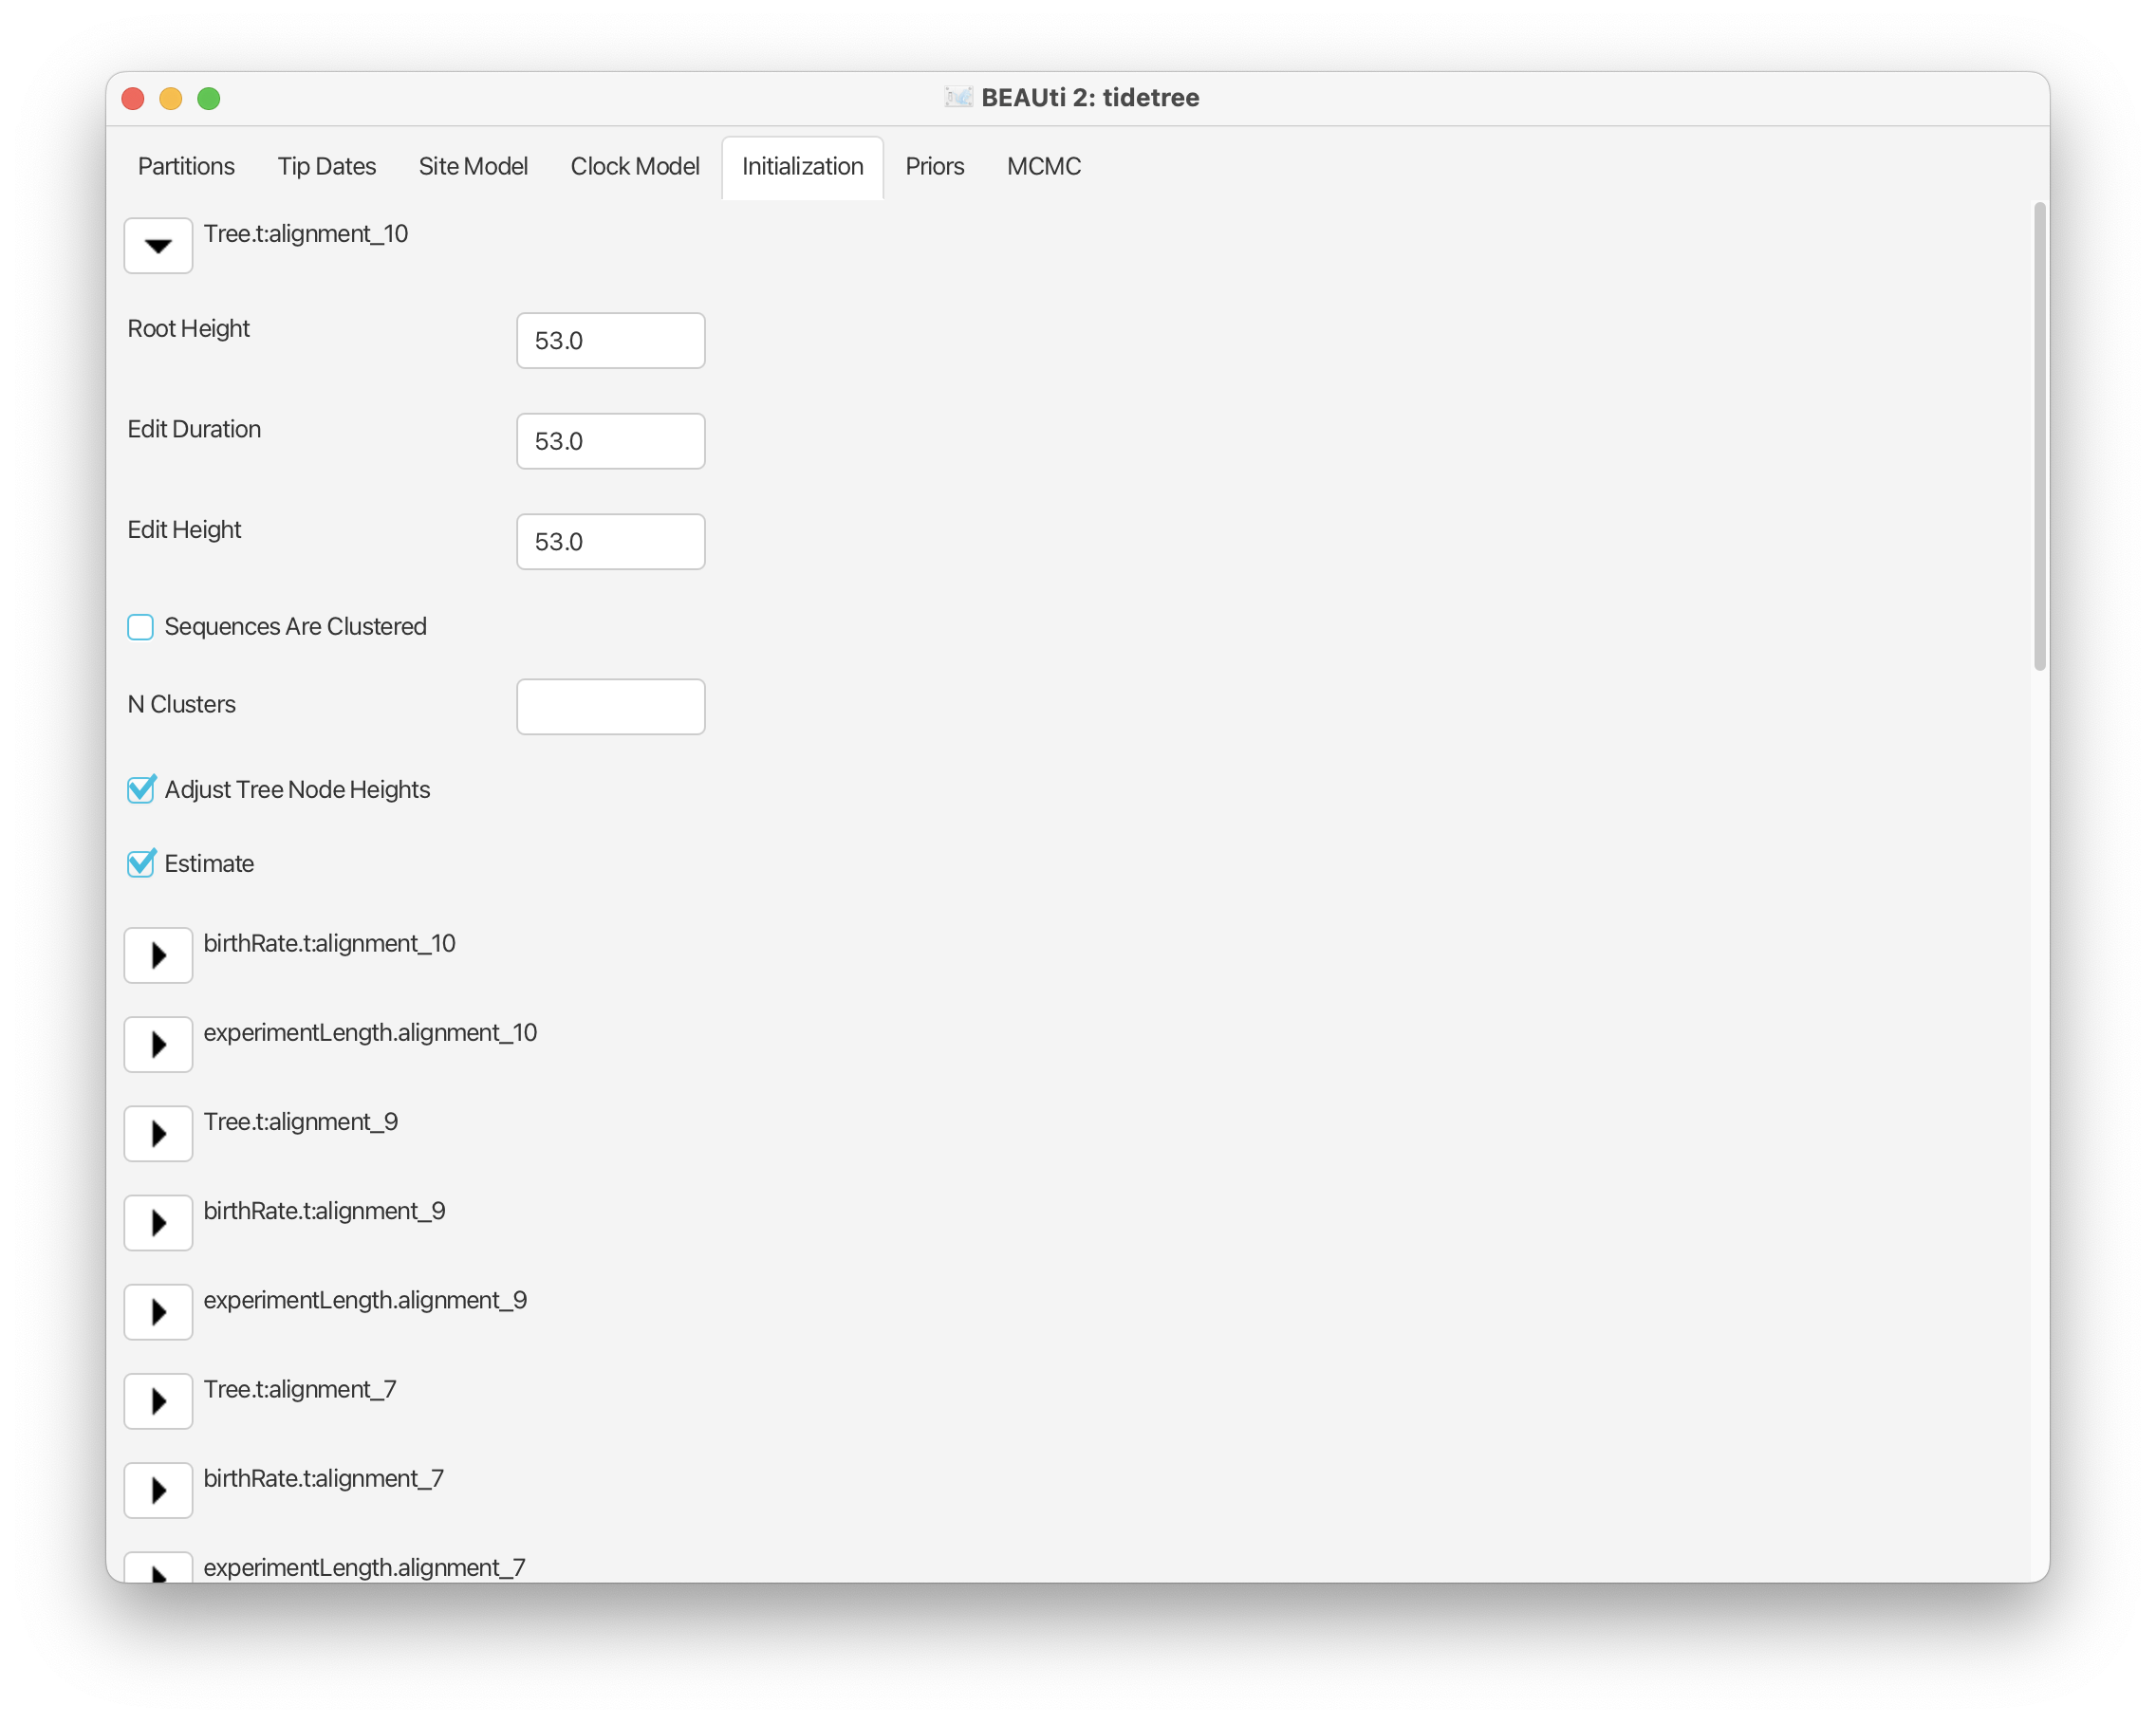 BEAUti 2: tidetree
Partitions Tip Dates Site Model Clock Model Initialization Priors MCMC
Tree.t:alignment_10
Root Height 53.0
Edit Duration 53.0
Edit Height 53.0
Sequences Are Clustered
N Clusters
Adjust Tree Node Heights
Estimate
birthRate.t:alignment_10
experimentLength.alignment_10
Tree.t:alignment_9
birthRate.t:alignment_9
experimentLength.alignment_9
Tree.t:alignment_7
birthRate.t:alignment_7
experimentLength.alignment_7